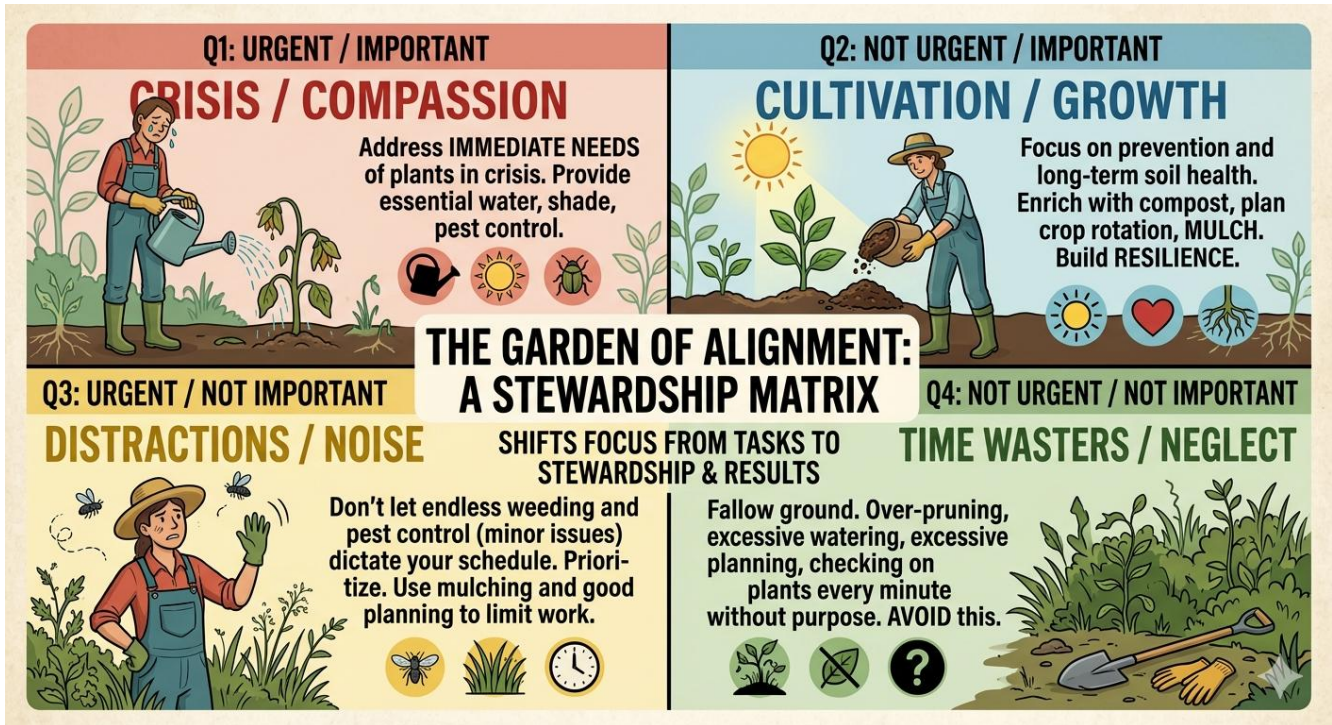 Q1: URGENT / IMPORTANT
CRISIS / COMPASSION
Address IMMEDIATE NEEDS
of plants in crisis. Provide
essential water, shade,
pest control.
Q2: NOT URGENT / IMPORTANT
CULTIVATION / GROWTH
Focus on prevention and
long-term soil health.
Enrich with compost, plan
crop rotation, MULCH.
Build RESILIENCE.
THE GARDEN OF ALIGNMENT:
A STEWARDSHIP MATRIX
SHIFTS FOCUS FROM TASKS TO
STEWARDSHIP & RESULTS
Q3: URGENT / NOT IMPORTANT
DISTRACTIONS / NOISE
Don't let endless weeding and
pest control (minor issues)
dictate your schedule. Priori-
tize. Use mulching and good
planning to limit work.
Q4: NOT URGENT / NOT IMPORTANT
TIME WASTERS / NEGLECT
Fallow ground. Over-pruning,
excessive watering, excessive
planning, checking on
plants every minute
without purpose. AVOID this.
?